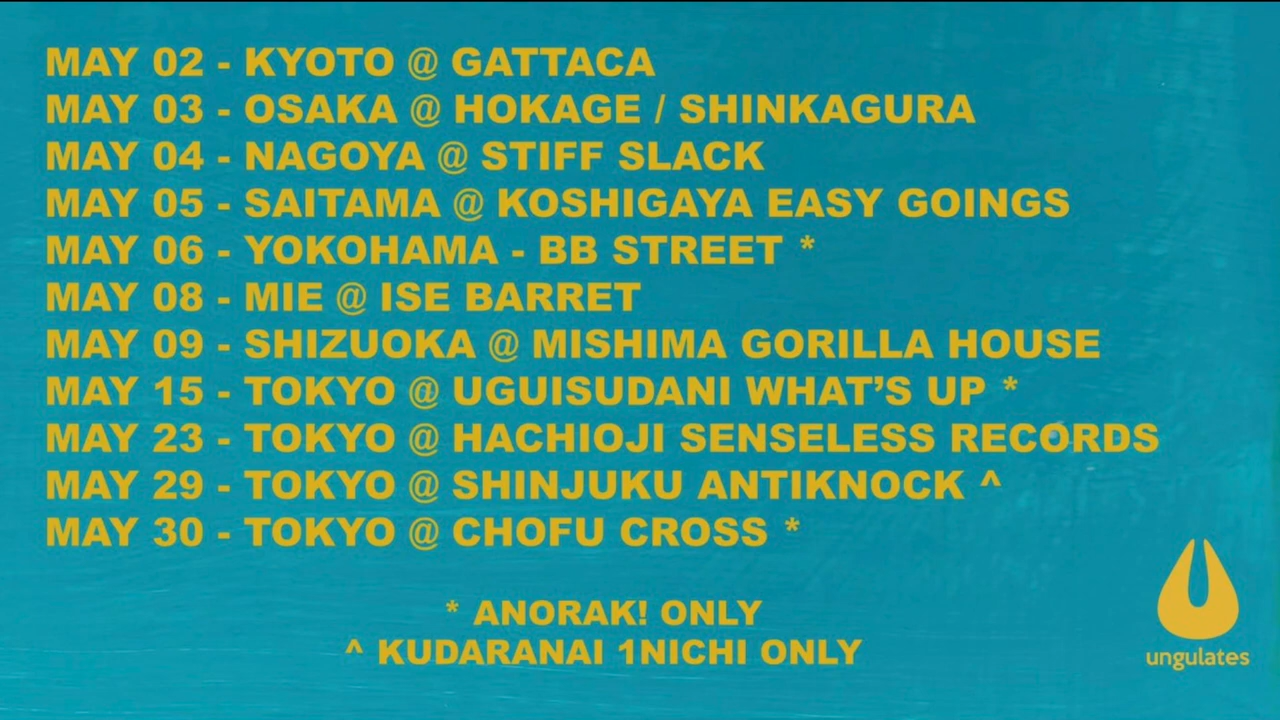 MAY 02 - KYOTO @ GATTACA
MAY 03 - OSAKA @ HOKAGE / SHINKAGURA
MAY 04 - NAGOYA @ STIFF SLACK
MAY 05 - SAITAMA @ KOSHIGAYA EASY GOINGS
MAY 06 - YOKOHAMA - BB STREET *
MAY 08 - MIE @ ISE BARRET
MAY 09 - SHIZUOKA @ MISHIMA GORILLA HOUSE
MAY 15 - TOKYO @ UGUISUDANI WHAT’S UP *
MAY 23 - TOKYO @ HACHIOJI SENSELESS RECORDS
MAY 29 - TOKYO @ SHINJUKU ANTIKNOCK ^
MAY 30 - TOKYO @ CHOFU CROSS *
* ANORAK! ONLY
^ KUDARANAI 1NICHI ONLY
ungulates